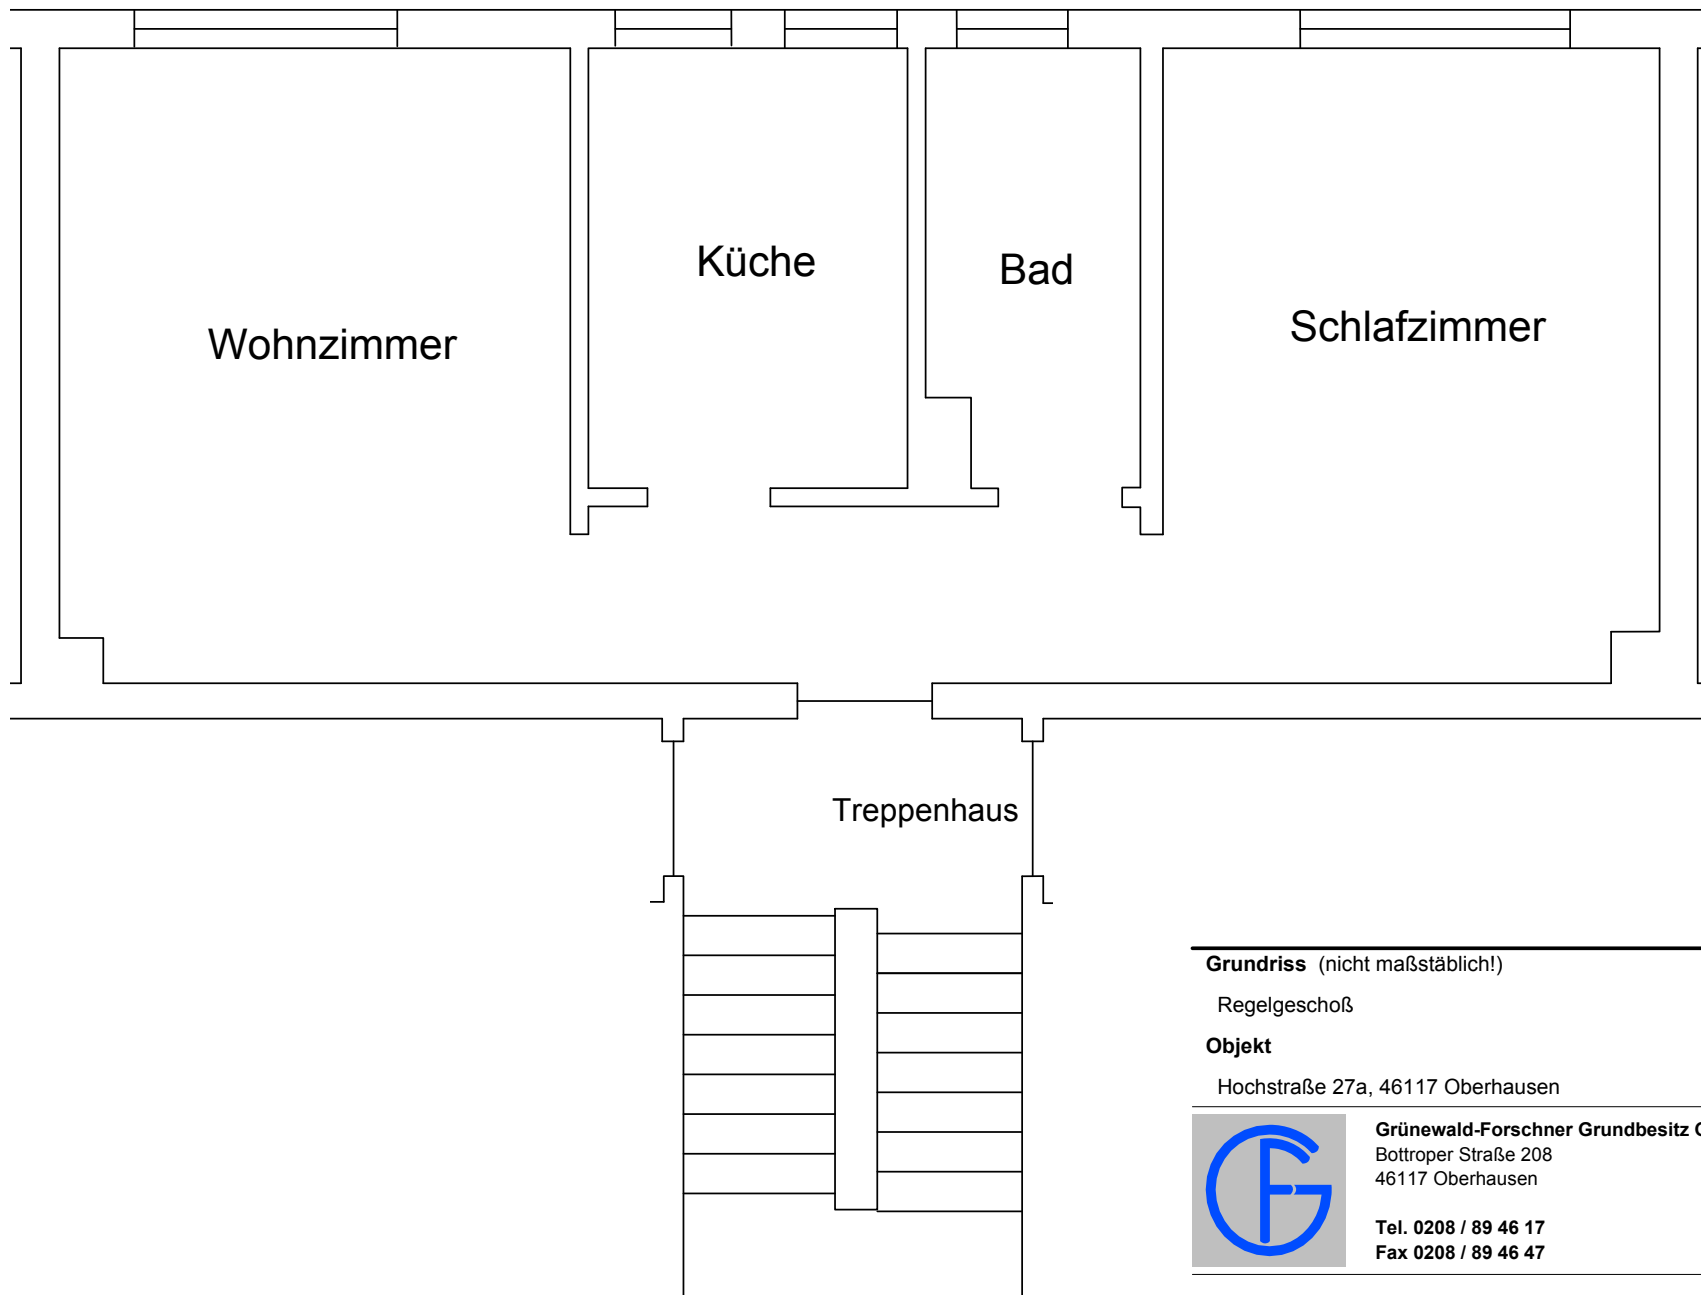 Küche
Bad
Wohnzimmer
Schlafzimmer
Treppenhaus
Grundriss (nicht maßstäblich!)
Regelgeschoß
Objekt
Hochstraße 27a, 46117 Oberhausen
Grünewald-Forschner Grundbesitz
Bottroper Straße 208
46117 Oberhausen
Tel. 0208 / 89 46 17
Fax 0208 / 89 46 47